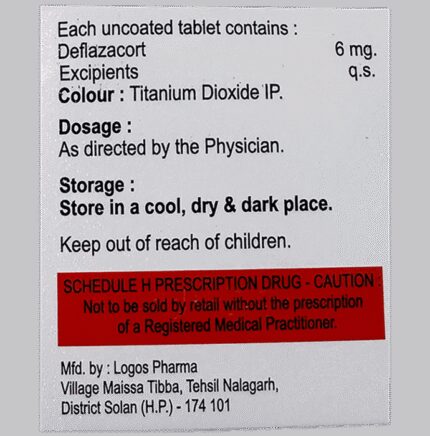 Each uncoated tablet contains :
Deflazacort 6 mg.
Excipients q.s.
Colour : Titanium Dioxide IP.
Dosage :
As directed by the Physician.
Storage :
Store in a cool, dry & dark place.
Keep out of reach of children.
SCHEDULE H PRESCRIPTION DRUG - CAUTION :
Not to be sold by retail without the prescription
of a Registered Medical Practitioner.
Mfd. by : Logos Pharma
Village Maissa Tibba, Tehsil Nalagarh,
District Solan (H.P.) - 174 101